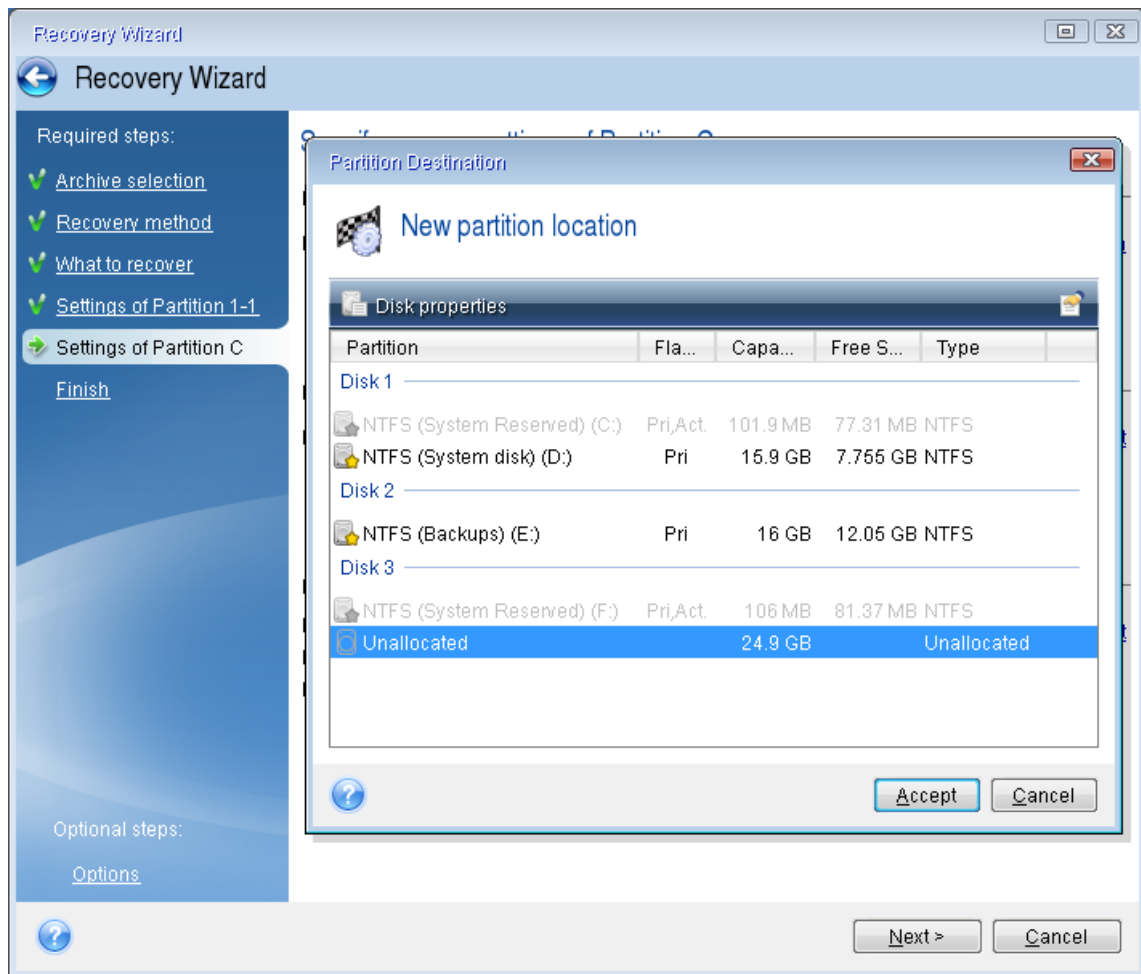 Recovery Wizard
Recovery Wizard
Required steps:
Archive selection
Recovery method
What to recover
Settings of Partition 1-1
Settings of Partition C
Finish
Optional steps:
Options
Partition Destination
New partition location
Disk properties
Partition Fla... Capa... Free S... Type
Disk 1
NTFS (System Reserved) (C:) Pri,Act. 101.9 MB 77.31 MB NTFS
NTFS (System disk) (D:) Pri 15.9 GB 7.755 GB NTFS
Disk 2
NTFS (Backups) (E:) Pri 16 GB 12.05 GB NTFS
Disk 3
NTFS (System Reserved) (F:) Pri,Act. 106 MB 81.37 MB NTFS
Unallocated 24.9 GB Unallocated
Accept Cancel
Next > Cancel